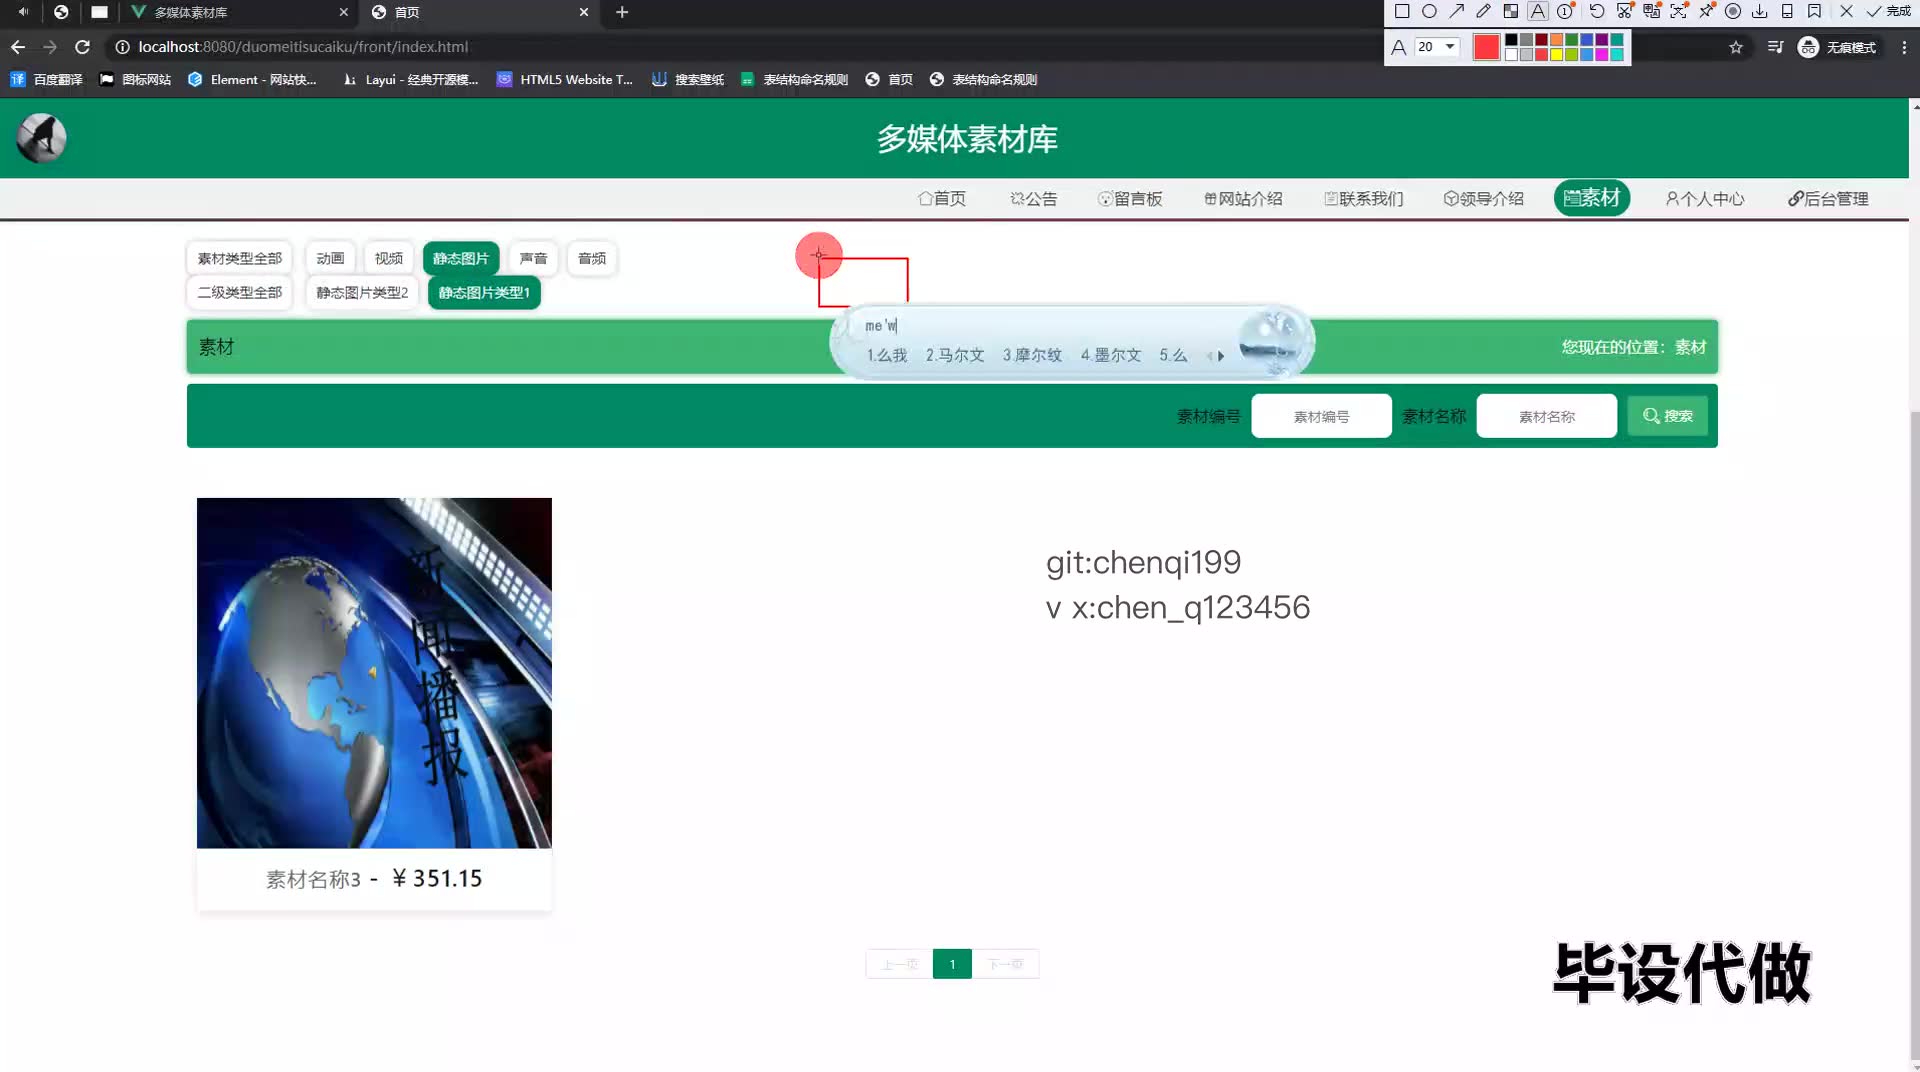 多媒体素材库
首页
完成
localhost:8080/duomeitisucaiku/front/index.html
A
20
无痕模式
译
百度翻译
图标网站
Element - 网站快...
Layui - 经典开源模...
HTML5 Website T...
搜索壁纸
表结构命名规则
首页
表结构命名规则
多媒体素材库
首页
公告
留言板
网站介绍
联系我们
领导介绍
素材
个人中心
后台管理
素材类型全部
动画
视频
静态图片
声音
音频
二级类型全部
静态图片类型2
静态图片类型1
me'w
1.么我 2.马尔文 3.摩尔纹 4.墨尔文 5.么
素材
您现在的位置：素材
素材编号
素材编号
素材名称
素材名称
搜索
新闻播报
git:chenqi199
v x:chen_q123456
素材名称3 - ￥351.15
上一页
1
下一页
毕设代做